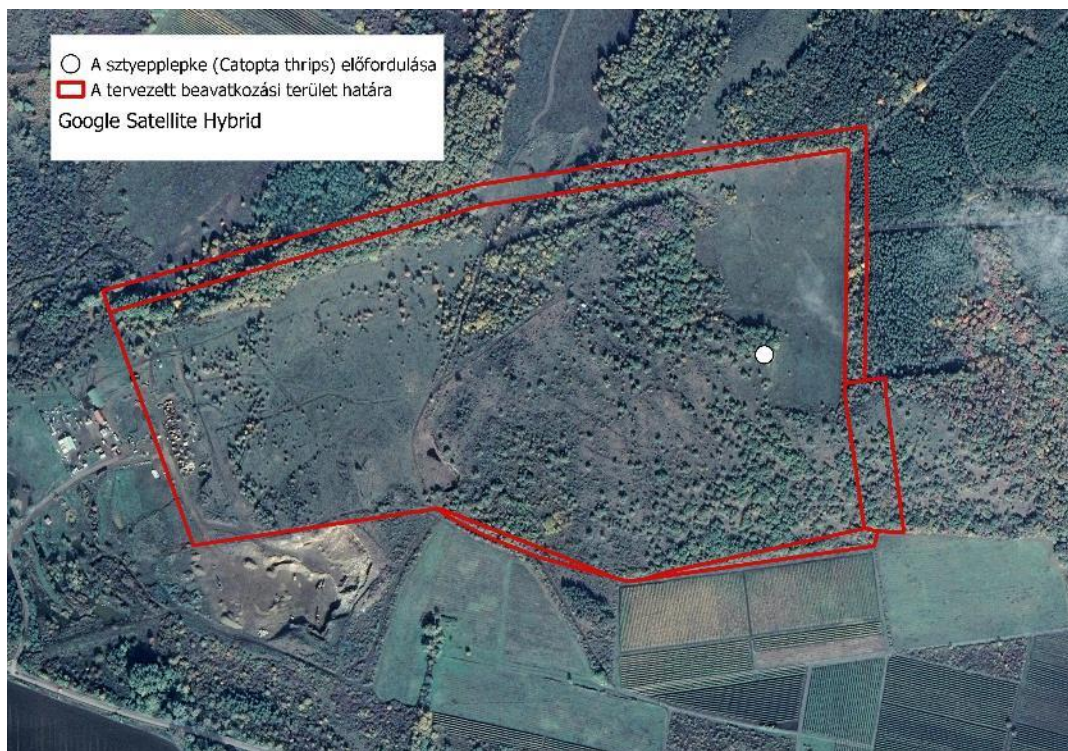 A sztyepplepke (Catopta thrips) előfordulása
A tervezett beavatkozási terület határa
Google Satellite Hybrid